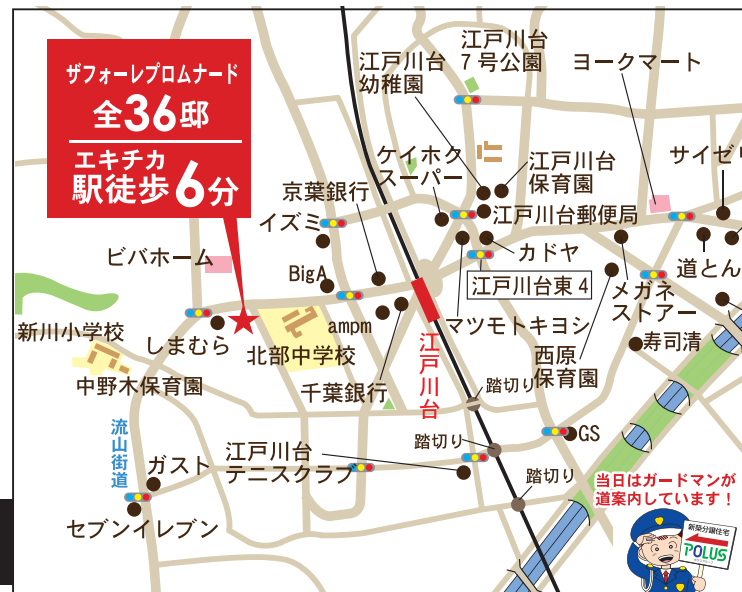 ザフォーレプロムナード
全36邸
エキチカ
駅徒歩6分
江戸川台
7号公園
江戸川台
幼稚園
ヨークマート
ケイホク
スーパー
江戸川台
保育園
サイゼリ
京葉銀行
イズミ
江戸川台郵便局
カドヤ
ビバホーム
BigA
江戸川台東4
メガネ
ストアー
道とん
新川小学校
しまむら
ampm
北部中学校
マツモトキヨシ
江戸川台
西原
保育園
寿司清
中野木保育園
千葉銀行
踏切り
流山街道
ガスト
江戸川台
テニスクラブ
踏切り
GS
踏切り
セブンイレブン
当日はガードマンが
道案内しています！
新築分譲住宅
POLUS